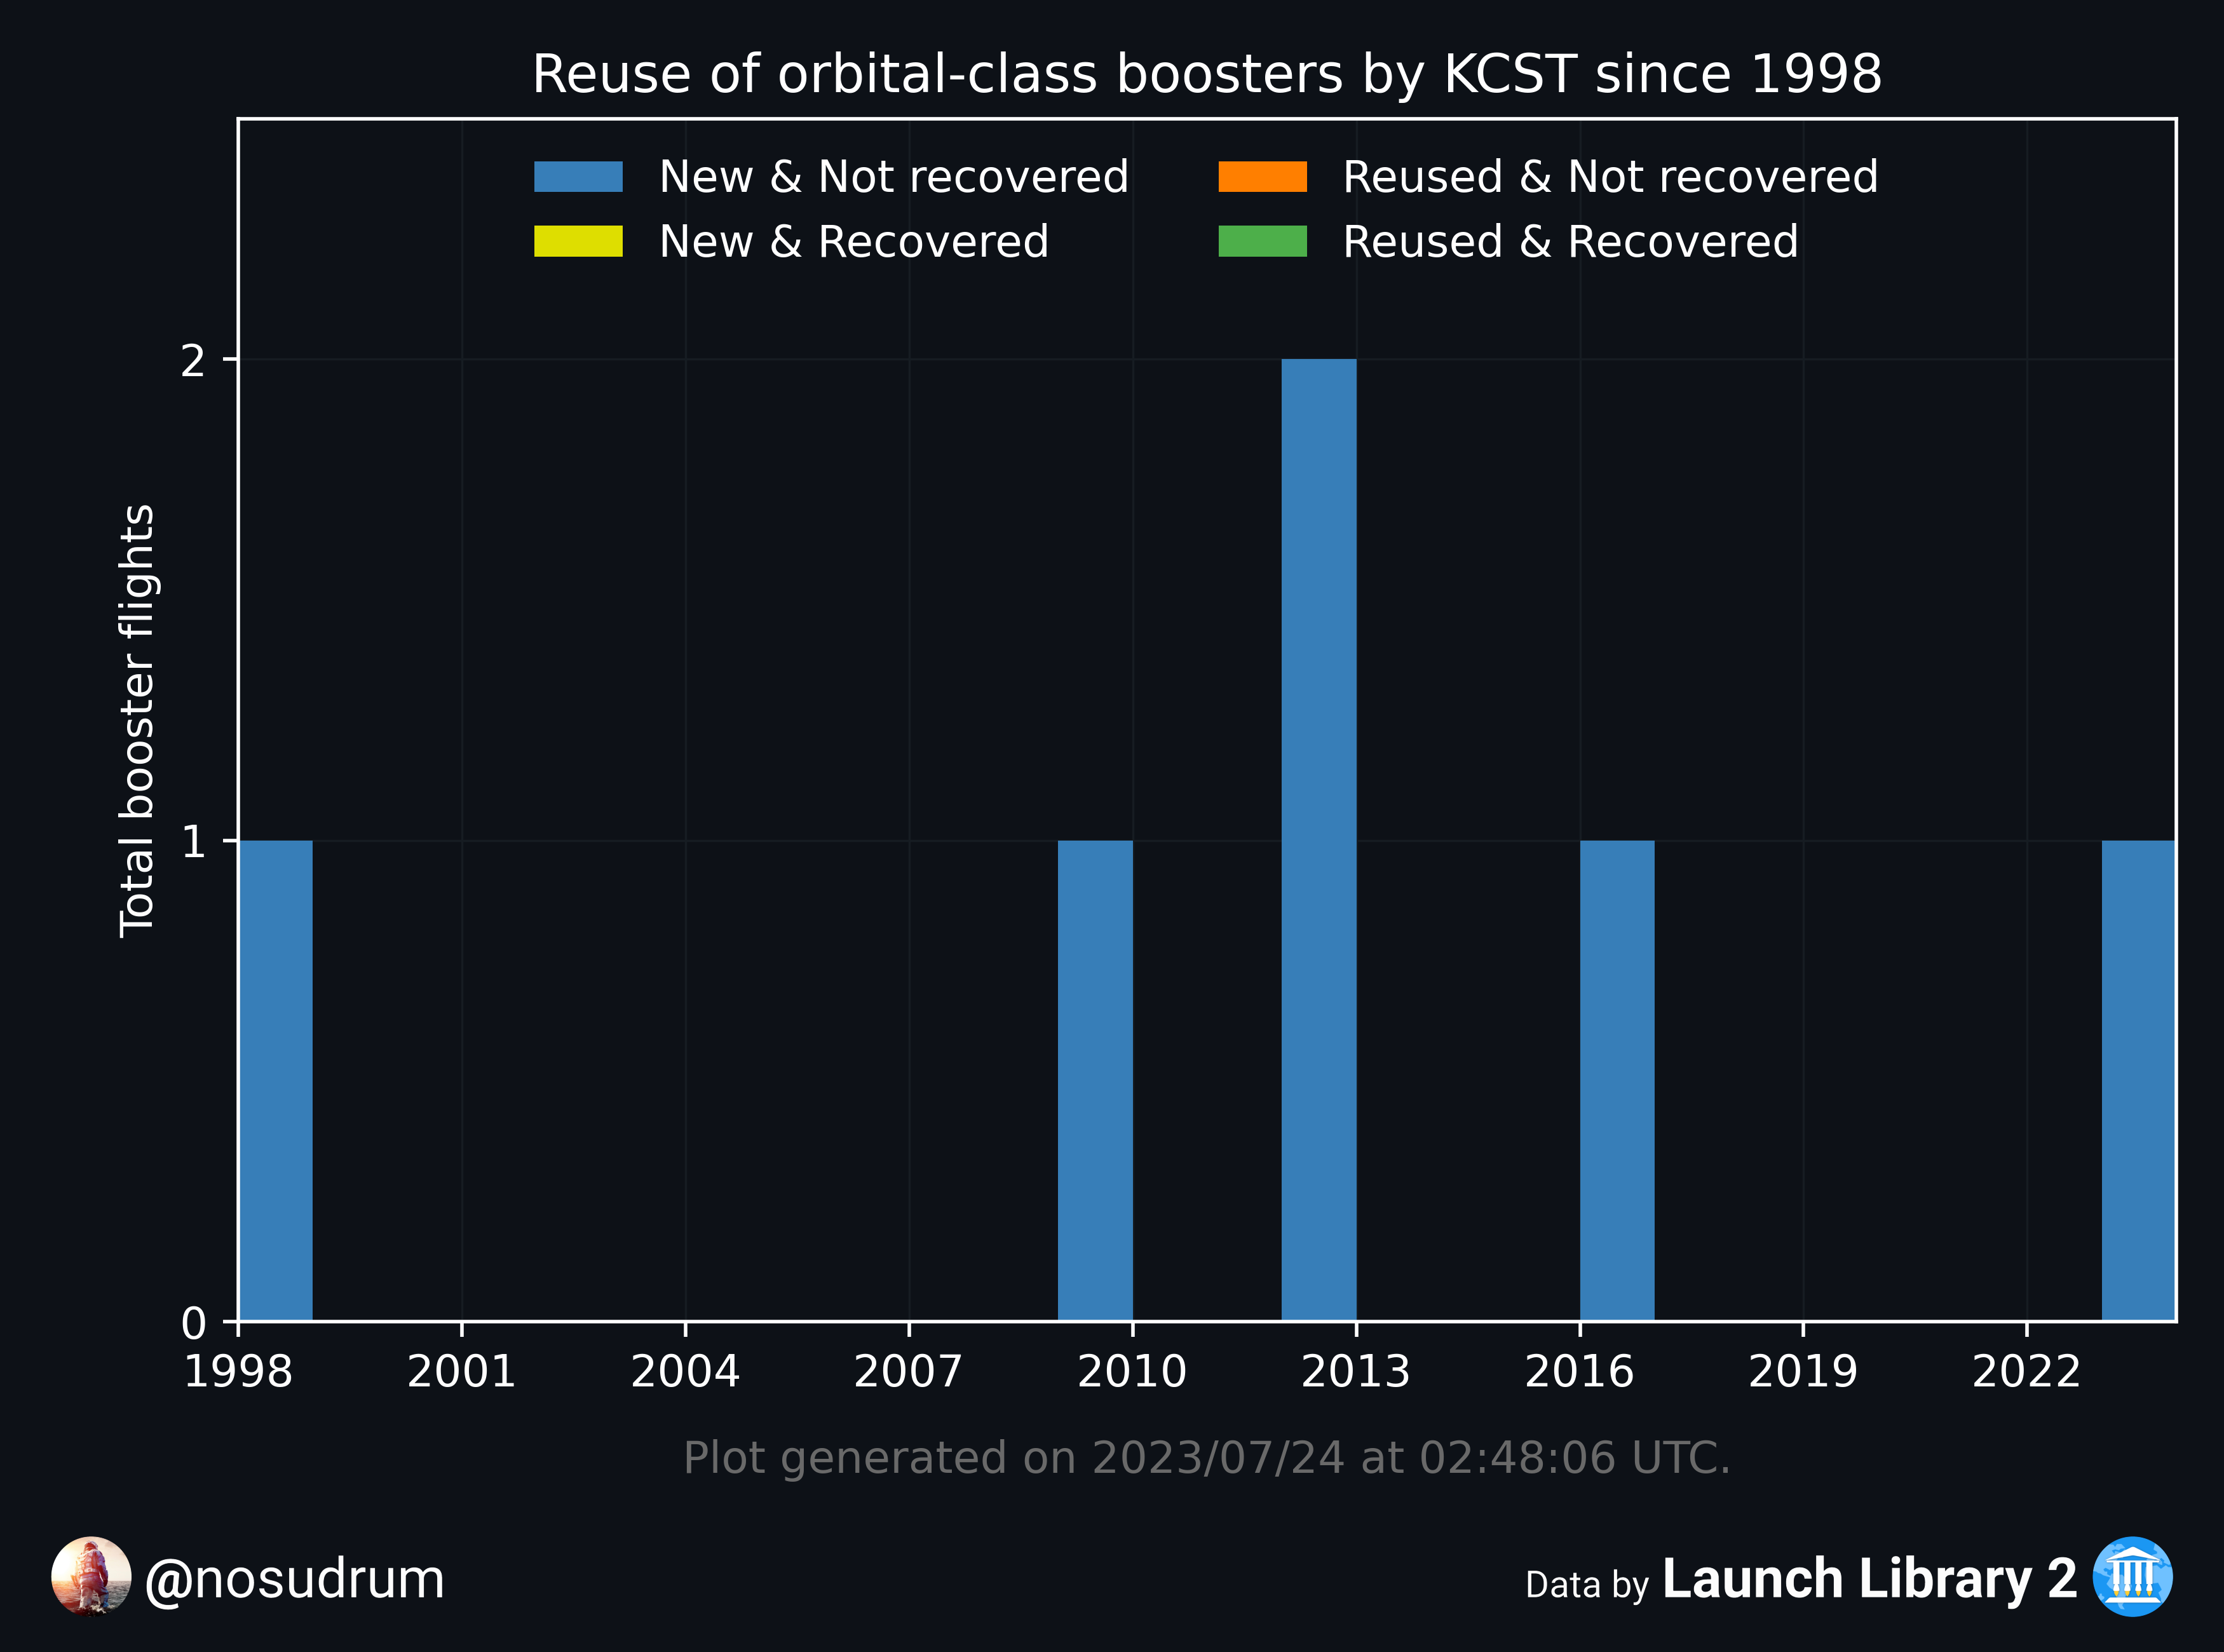 Reuse of orbital-class boosters by KCST since 1998
New & Not recovered
New & Recovered
Reused & Not recovered
Reused & Recovered
Total booster flights
2
1
0
1998 2001 2004 2007 2010 2013 2016 2019 2022
Plot generated on 2023/07/24 at 02:48:06 UTC.
@nosudrum
Data by Launch Library 2